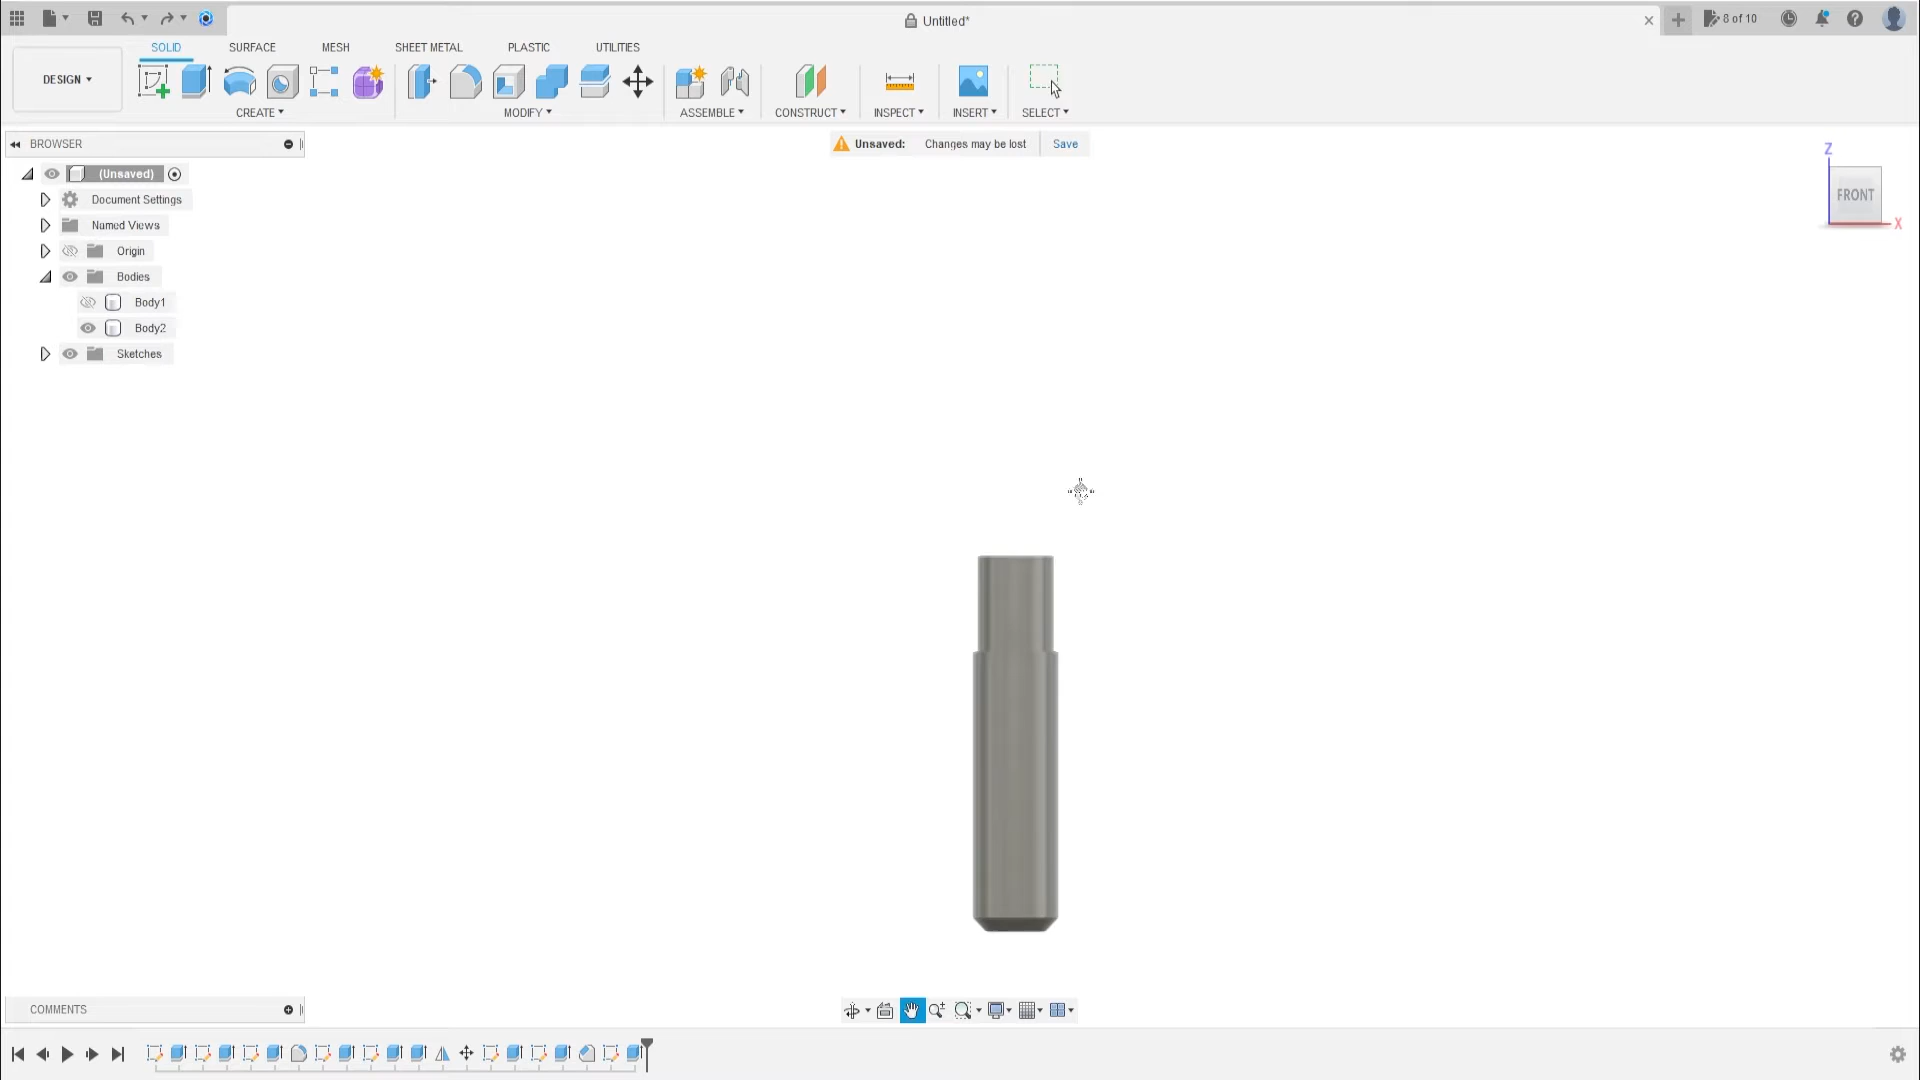 Untitled*
8 of 10
SOLID SURFACE MESH SHEET METAL PLASTIC UTILITIES
DESIGN
CREATE MODIFY ASSEMBLE CONSTRUCT INSPECT INSERT SELECT
BROWSER
Unsaved: Changes may be lost Save
(Unsaved)
Document Settings
Named Views
Origin
Bodies
Body1
Body2
Sketches
Z
FRONT
X
COMMENTS